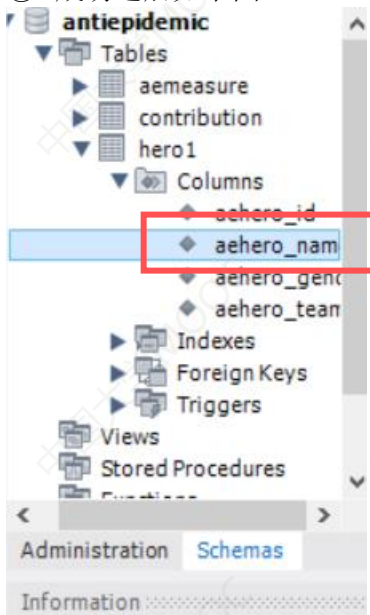 antiepidemic
Tables
aemeasure
contribution
hero1
Columns
aehero_id
aehero_nam
aehero_gend
aehero_team
Indexes
Foreign Keys
Triggers
Views
Stored Procedures
Functions
Administration Schemas
Information